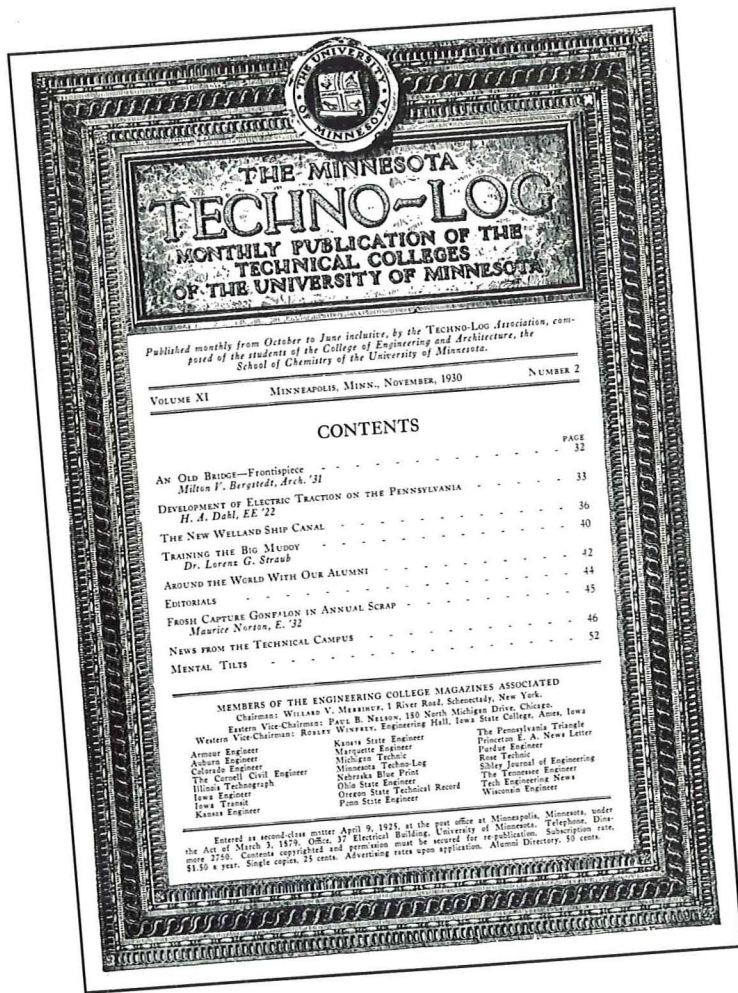 THE UNIVERSITY
OF MINNESOTA
THE MINNESOTA
TECHNO-LOG
MONTHLY PUBLICATION OF THE
TECHNICAL COLLEGES
OF THE UNIVERSITY OF MINNESOTA
Published monthly from October to June inclusive, by the TECHNO-LOG Association, com-
posed of the students of the College of Engineering and Architecture, the
School of Chemistry of the University of Minnesota.
VOLUME XI MINNEAPOLIS, MINN., NOVEMBER, 1930 NUMBER 2
CONTENTS
PAGE
AN OLD BRIDGE—Frontispiece - - - - - - - - - - 32
Milton V. Bergstedt, Arch. '31
DEVELOPMENT OF ELECTRIC TRACTION ON THE PENNSYLVANIA - - - - 33
H. A. Dahl, EE '22
THE NEW WELLAND SHIP CANAL - - - - - - - - - 36
TRAINING THE BIG MUDDY - - - - - - - - - - 40
Dr. Lorenz G. Straub
AROUND THE WORLD WITH OUR ALUMNI - - - - - - - - 42
EDITORIALS - - - - - - - - - - - - - 44
FROSH CAPTURE GONFALON IN ANNUAL SCRAP - - - - - - - 45
Maurice Norton, E. '32
NEWS FROM THE TECHNICAL CAMPUS - - - - - - - - 46
MENTAL TILTS - - - - - - - - - - - - 52
MEMBERS OF THE ENGINEERING COLLEGE MAGAZINES ASSOCIATED
Chairman: WILLARD V. MERRIHUE, 1 River Road, Schenectady, New York.
Eastern Vice-Chairman: PAUL B. NELSON, 180 North Michigan Drive, Chicago.
Western Vice-Chairman: ROBLEY WINFREY, Engineering Hall, Iowa State College, Ames, Iowa
Armour Engineer
Auburn Engineer
Colorado Engineer
The Cornell Civil Engineer
Illinois Technograph
Iowa Engineer
Iowa Transit
Kansas Engineer
Kansas State Engineer
Marquette Engineer
Michigan Technic
Minnesota Techno-Log
Nebraska Blue Print
Ohio State Engineer
Oregon State Technical Record
Penn State Engineer
The Pennsylvania Triangle
Princeton E. A. News Letter
Purdue Engineer
Rose Technic
Sibley Journal of Engineering
The Tennessee Engineer
Tech Engineering News
Wisconsin Engineer
Entered as second-class matter April 9, 1925, at the post office at Minneapolis, Minnesota, under
the Act of March 3, 1879. Office, 37 Electrical Building, University of Minnesota. Telephone, Dins-
more 2750. Contents copyrighted and permission must be secured for re-publication. Subscription rate,
$1.50 a year. Single copies, 25 cents. Advertising rates upon application. Alumni Directory, 50 cents.